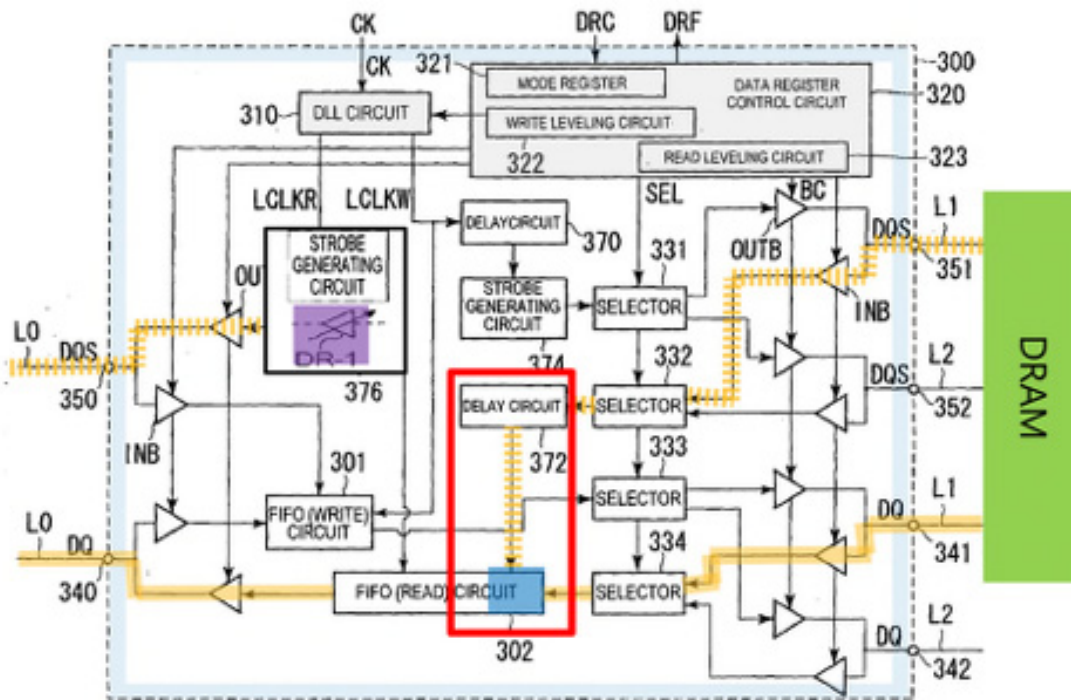 CK
DRC
DRF
CK
321
MODE REGISTER
DATA REGISTER
CONTROL CIRCUIT
300
320
310
DLL CIRCUIT
WRITE LEVELING CIRCUIT
322
READ LEVELING CIRCUIT
323
LCLKR
LCLKW
SEL
BC
DELAYCIRCUIT
370
331
OUTB
DQS
L1
351
STROBE
GENERATING
CIRCUIT
OU
STROBE
GENERATING
CIRCUIT
SELECTOR
INB
L0
DQS
350
DR-1
376
374
332
DQS
L2
352
DRAM
DELAY CIRCUIT
372
SELECTOR
INB
301
333
FIFO (WRITE)
CIRCUIT
SELECTOR
L0
DQ
340
334
DQ
L1
341
FIFO (READ) CIRCUIT
302
SELECTOR
DQ
L2
342